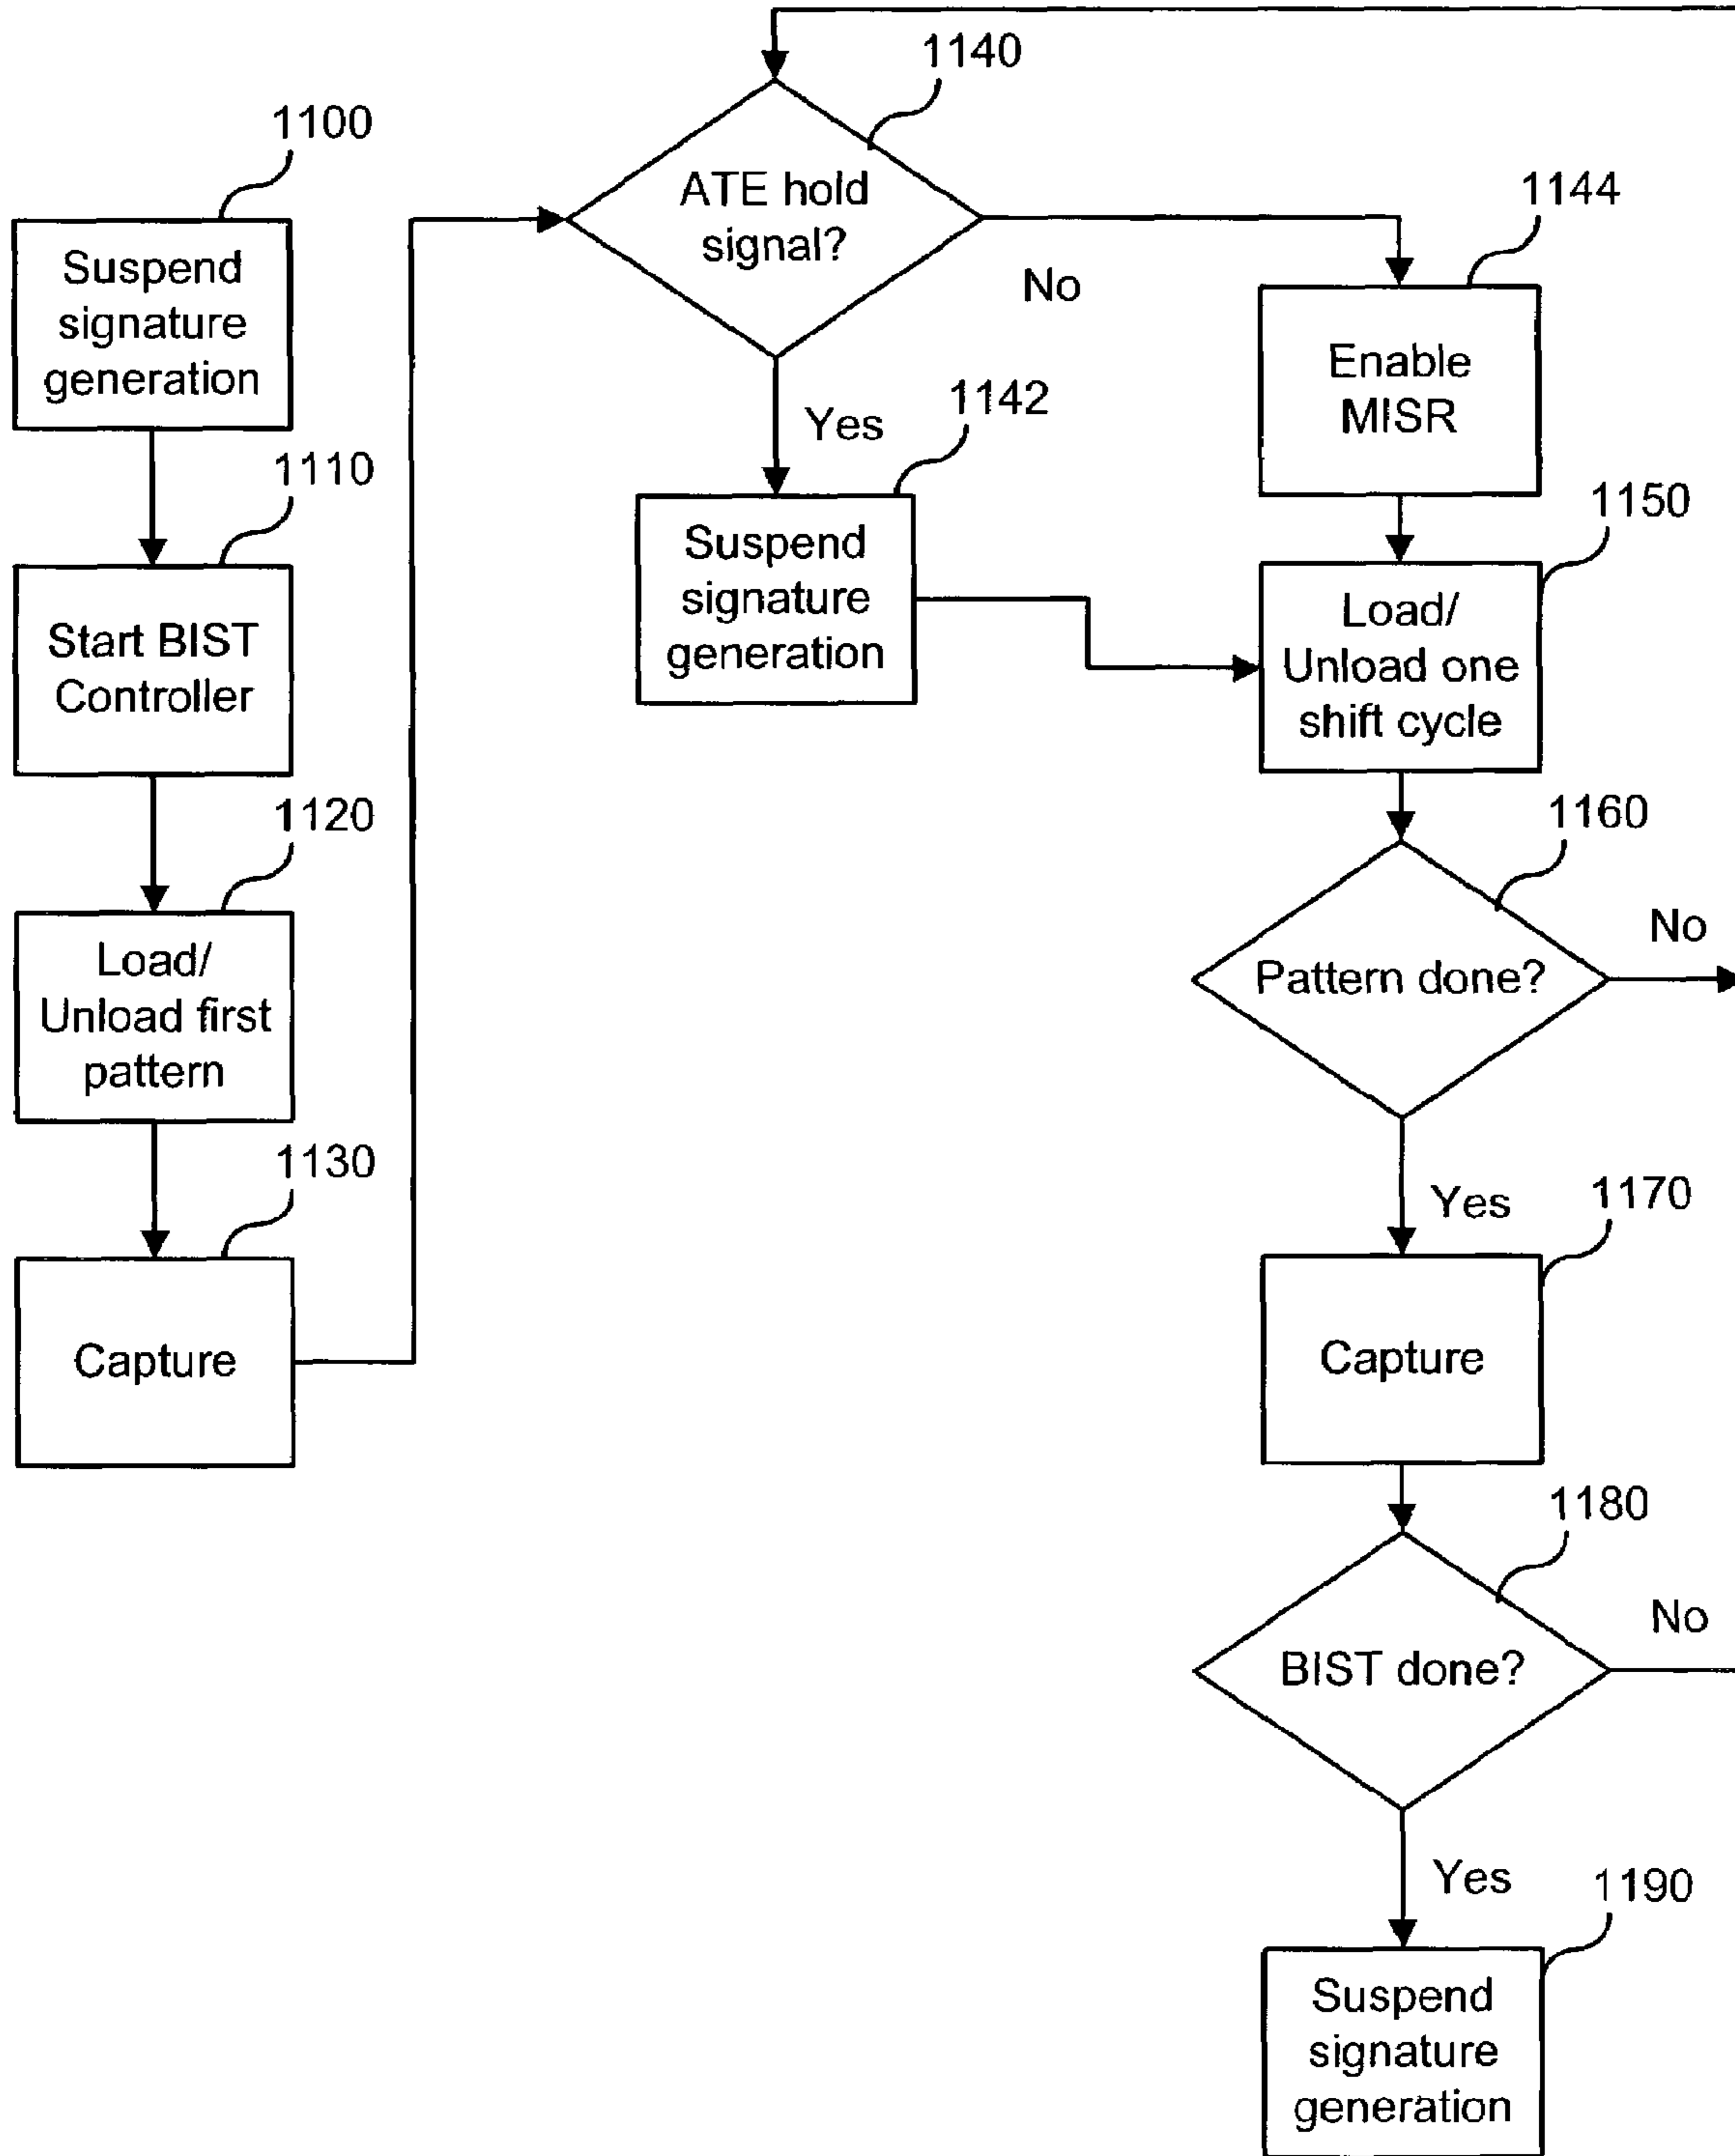 1100
Suspend
signature
generation
1110
Start BIST
Controller
1120
Load/
Unload first
pattern
1130
Capture
1140
ATE hold
signal?
No
Yes
1142
Suspend
signature
generation
1144
Enable
MISR
1150
Load/
Unload one
shift cycle
1160
Pattern done?
No
Yes
1170
Capture
1180
BIST done?
No
Yes
1190
Suspend
signature
generation